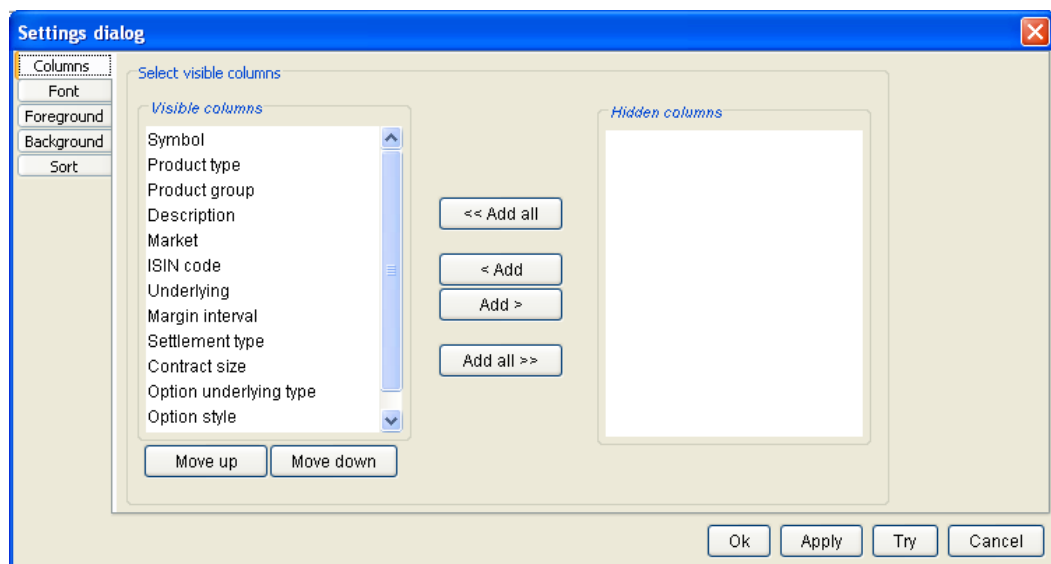 Settings dialog
Columns
Font
Foreground
Background
Sort
Select visible columns
Visible columns
Symbol
Product type
Product group
Description
Market
ISIN code
Underlying
Margin interval
Settlement type
Contract size
Option underlying type
Option style
Move up
Move down
<< Add all
< Add
Add >
Add all >>
Hidden columns
Ok
Apply
Try
Cancel